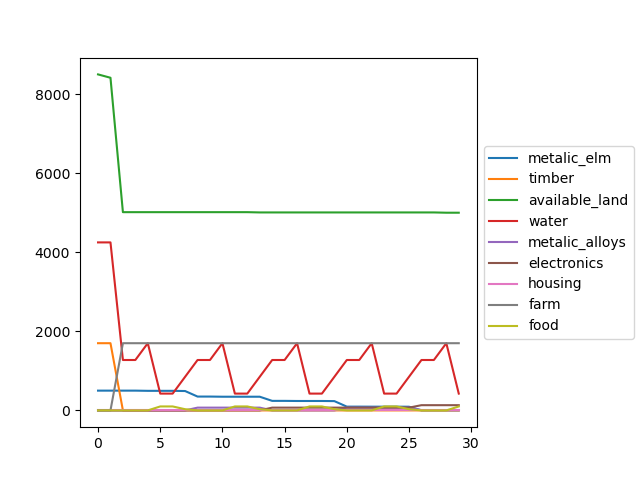 8000
6000
4000
2000
0
0 5 10 15 20 25 30
metalic_elm
timber
available_land
water
metalic_alloys
electronics
housing
farm
food